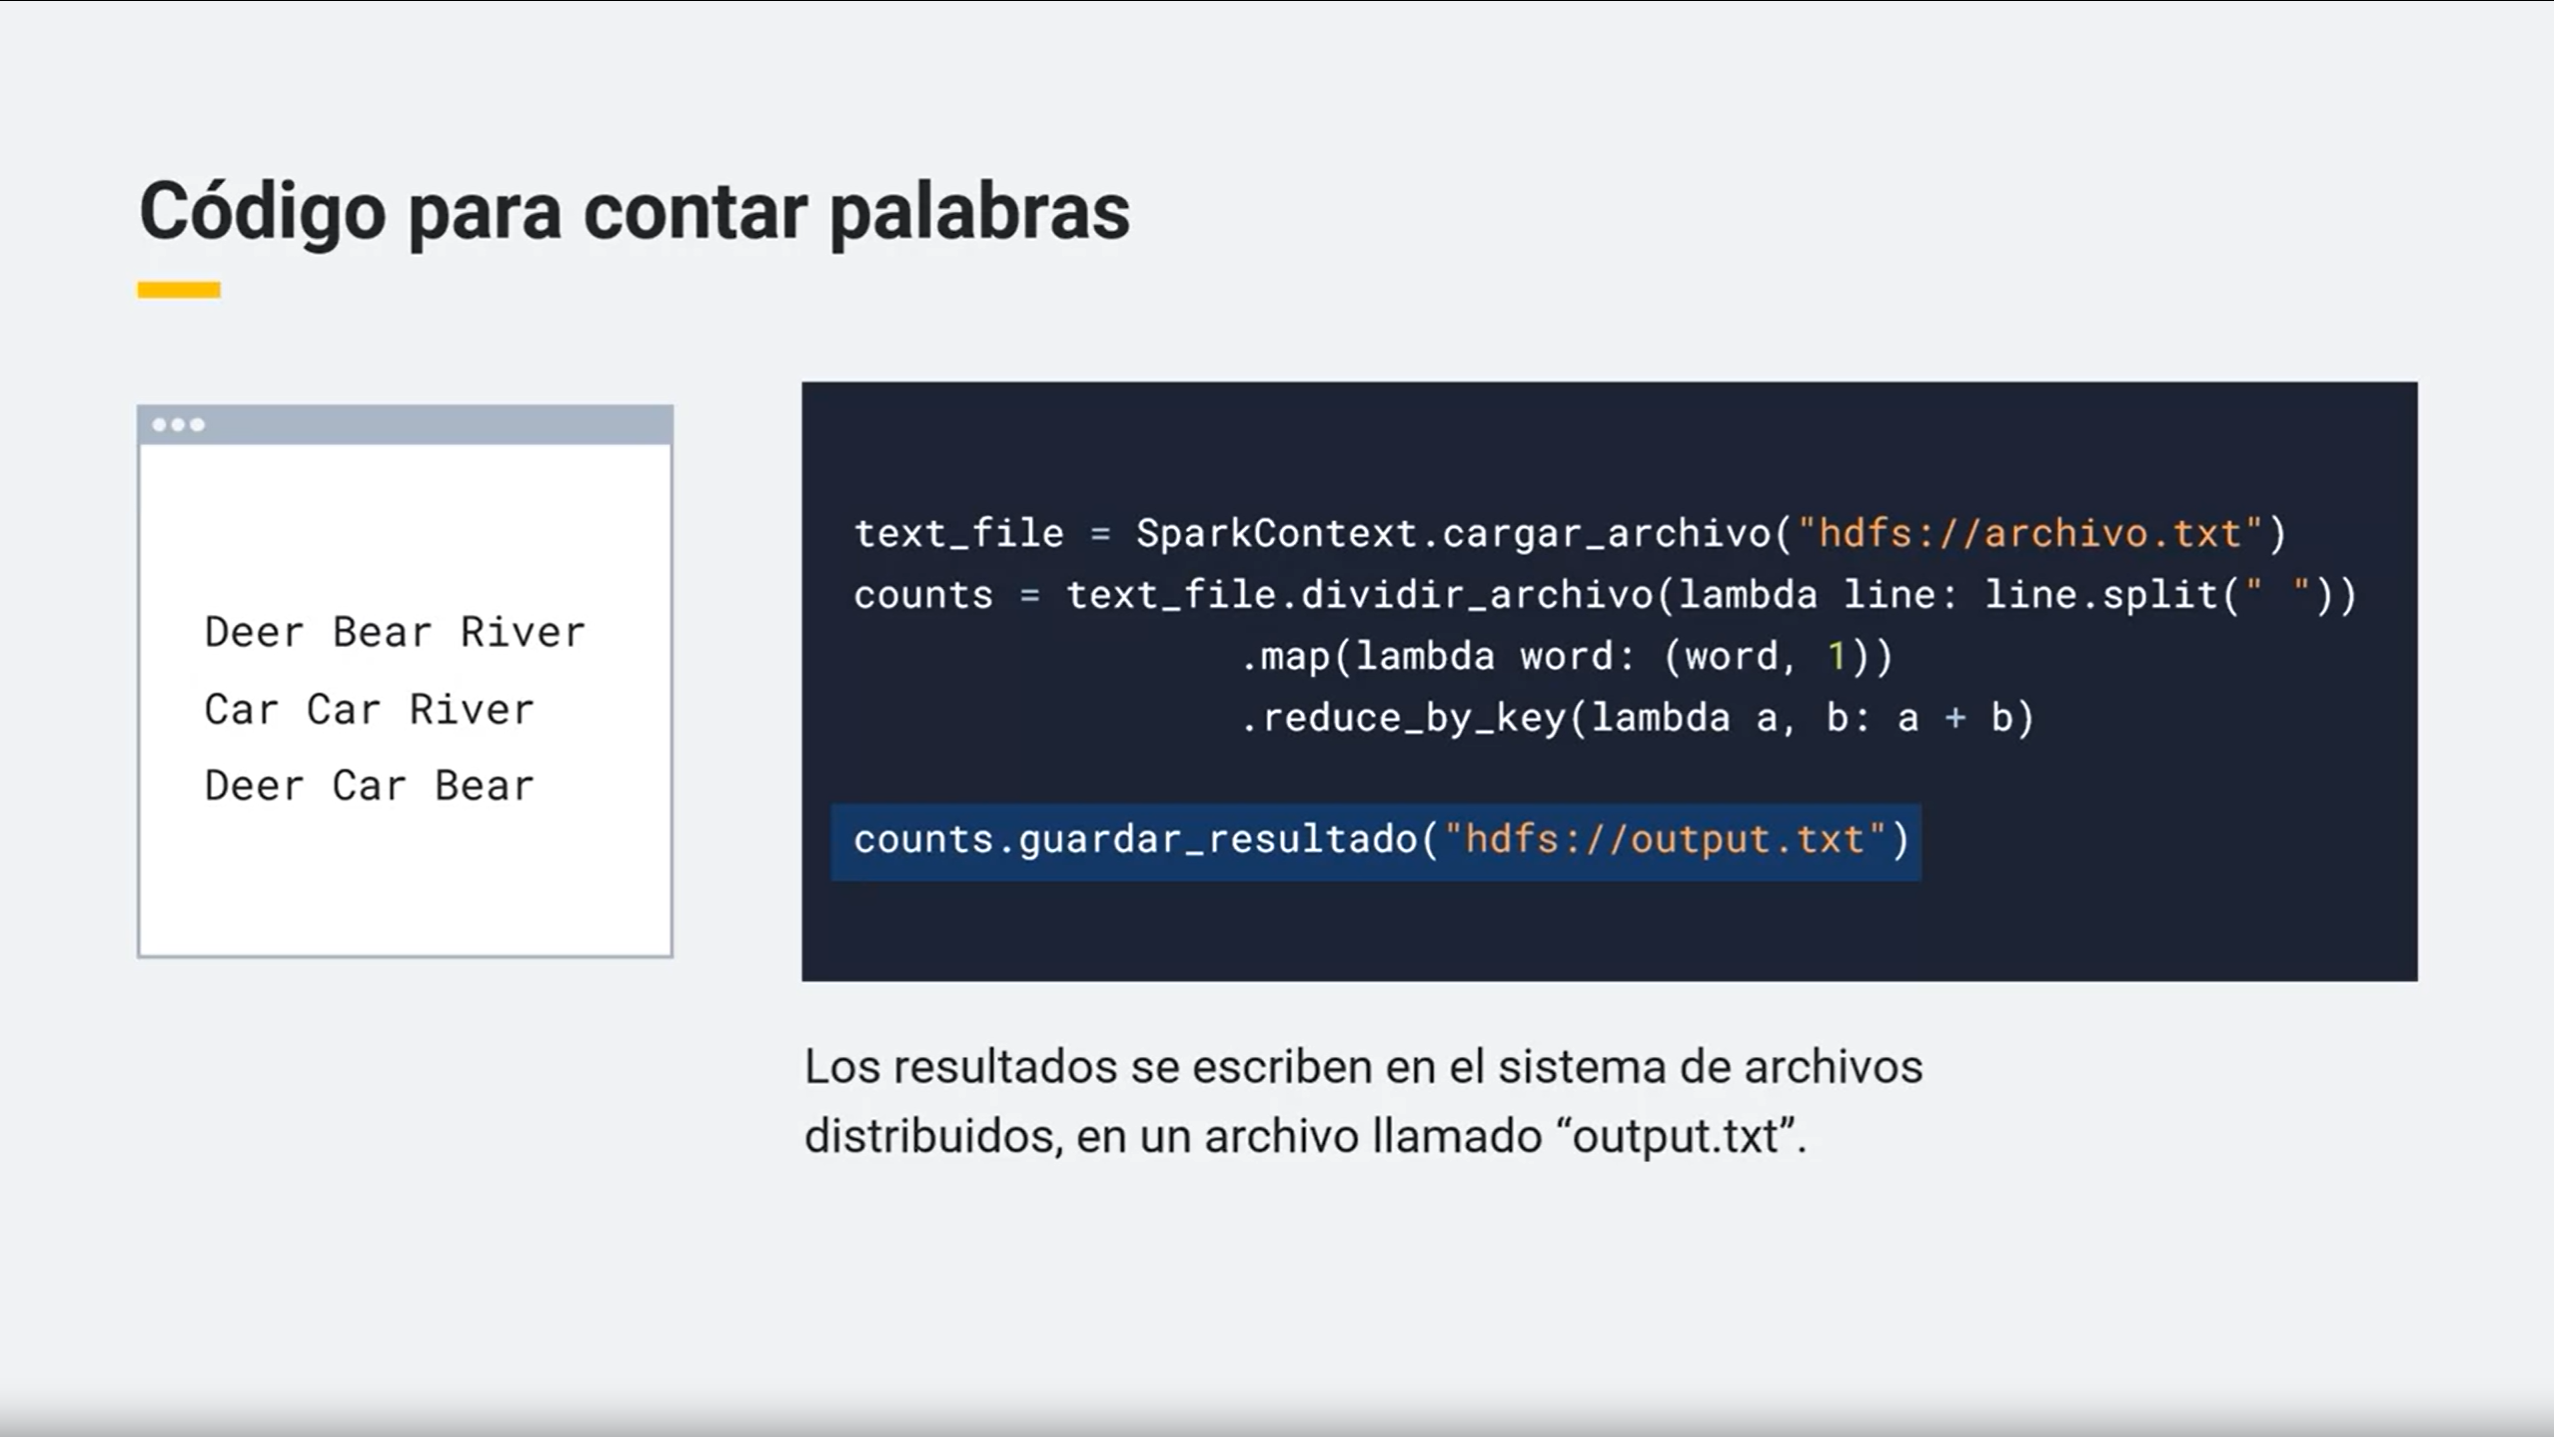 Código para contar palabras
Deer Bear River
Car Car River
Deer Car Bear
text_file = SparkContext.cargar_archivo("hdfs://archivo.txt")
counts = text_file.dividir_archivo(lambda line: line.split(" "))
.map(lambda word: (word, 1))
.reduce_by_key(lambda a, b: a + b)
counts.guardar_resultado("hdfs://output.txt")
Los resultados se escriben en el sistema de archivos
distribuidos, en un archivo llamado “output.txt”.